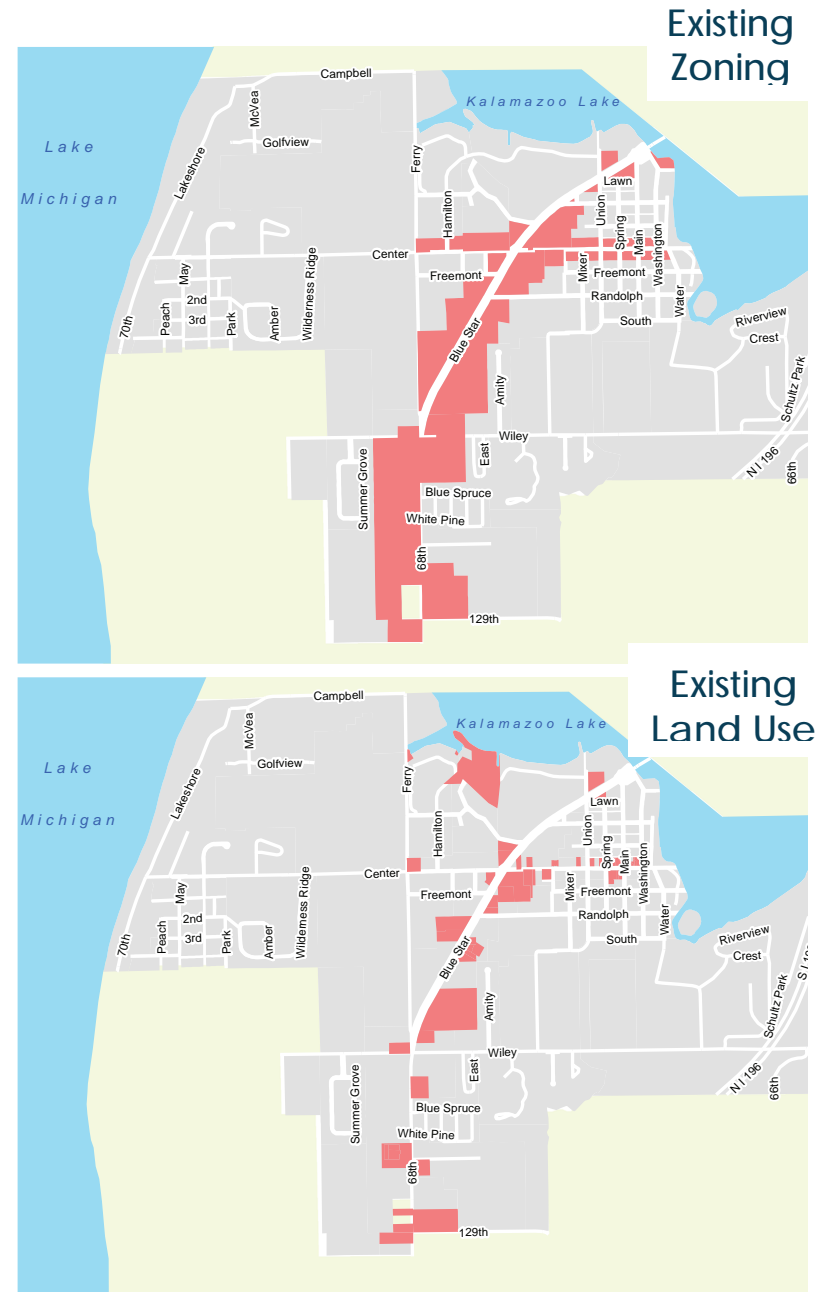 Existing
Zoning
Campbell
Kalamazoo Lake
McVea
Golfview
Lake
Michigan
Lakeshore
Ferry
Hamilton
Lawn
Union
Spring
Main
Washington
Center
Freemont
Mixer
Freemont
May
2nd
3rd
Peach
Park
Amber
Wilderness Ridge
70th
Randolph
South
Water
Riverview
Crest
Blue Star
Amity
Schultz Park
Wiley
East
N I 196
66th
Summer Grove
Blue Spruce
White Pine
68th
129th
Existing
Land Use
Campbell
Kalamazoo Lake
McVea
Golfview
Lake
Michigan
Lakeshore
Ferry
Hamilton
Lawn
Union
Spring
Main
Washington
Center
Freemont
Mixer
Freemont
May
2nd
3rd
Peach
Park
Amber
Wilderness Ridge
70th
Randolph
South
Water
Riverview
Crest
Blue Star
Amity
Schultz Park
Wiley
East
N I 196
66th
Summer Grove
Blue Spruce
White Pine
68th
129th